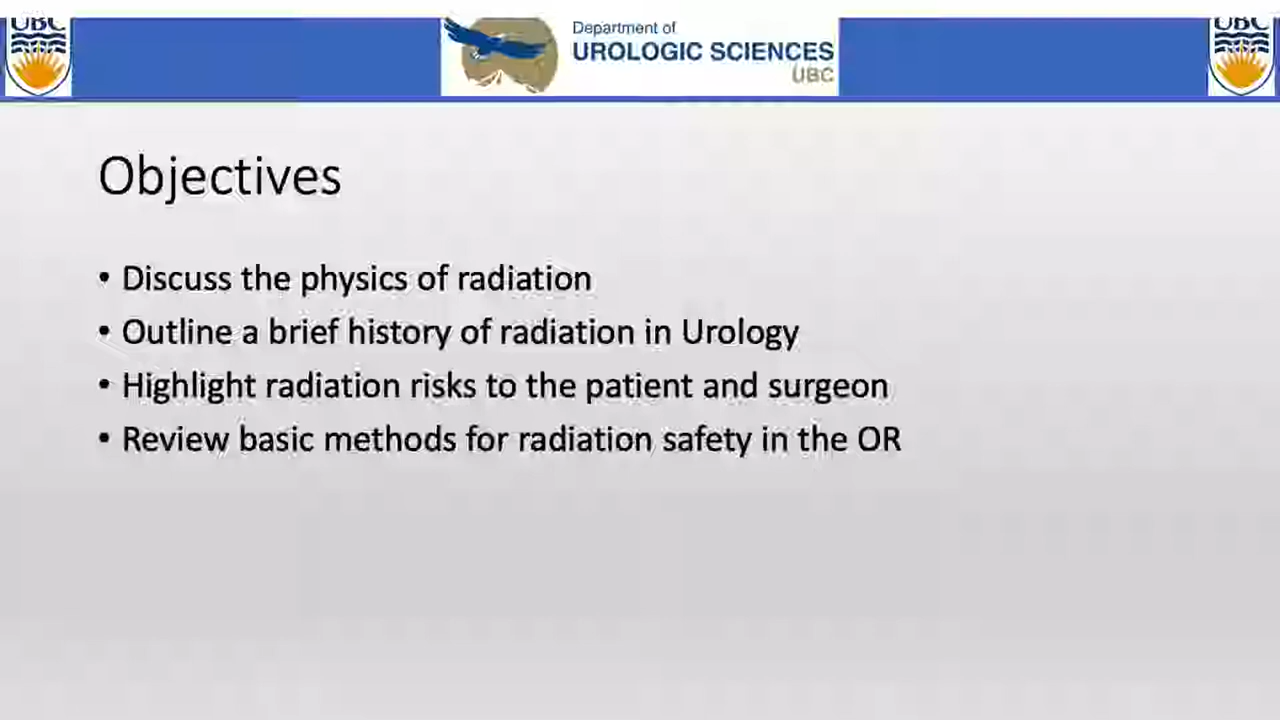 UBC
Department of
UROLOGIC SCIENCES
UBC
UBC
Objectives
• Discuss the physics of radiation
• Outline a brief history of radiation in Urology
• Highlight radiation risks to the patient and surgeon
• Review basic methods for radiation safety in the OR